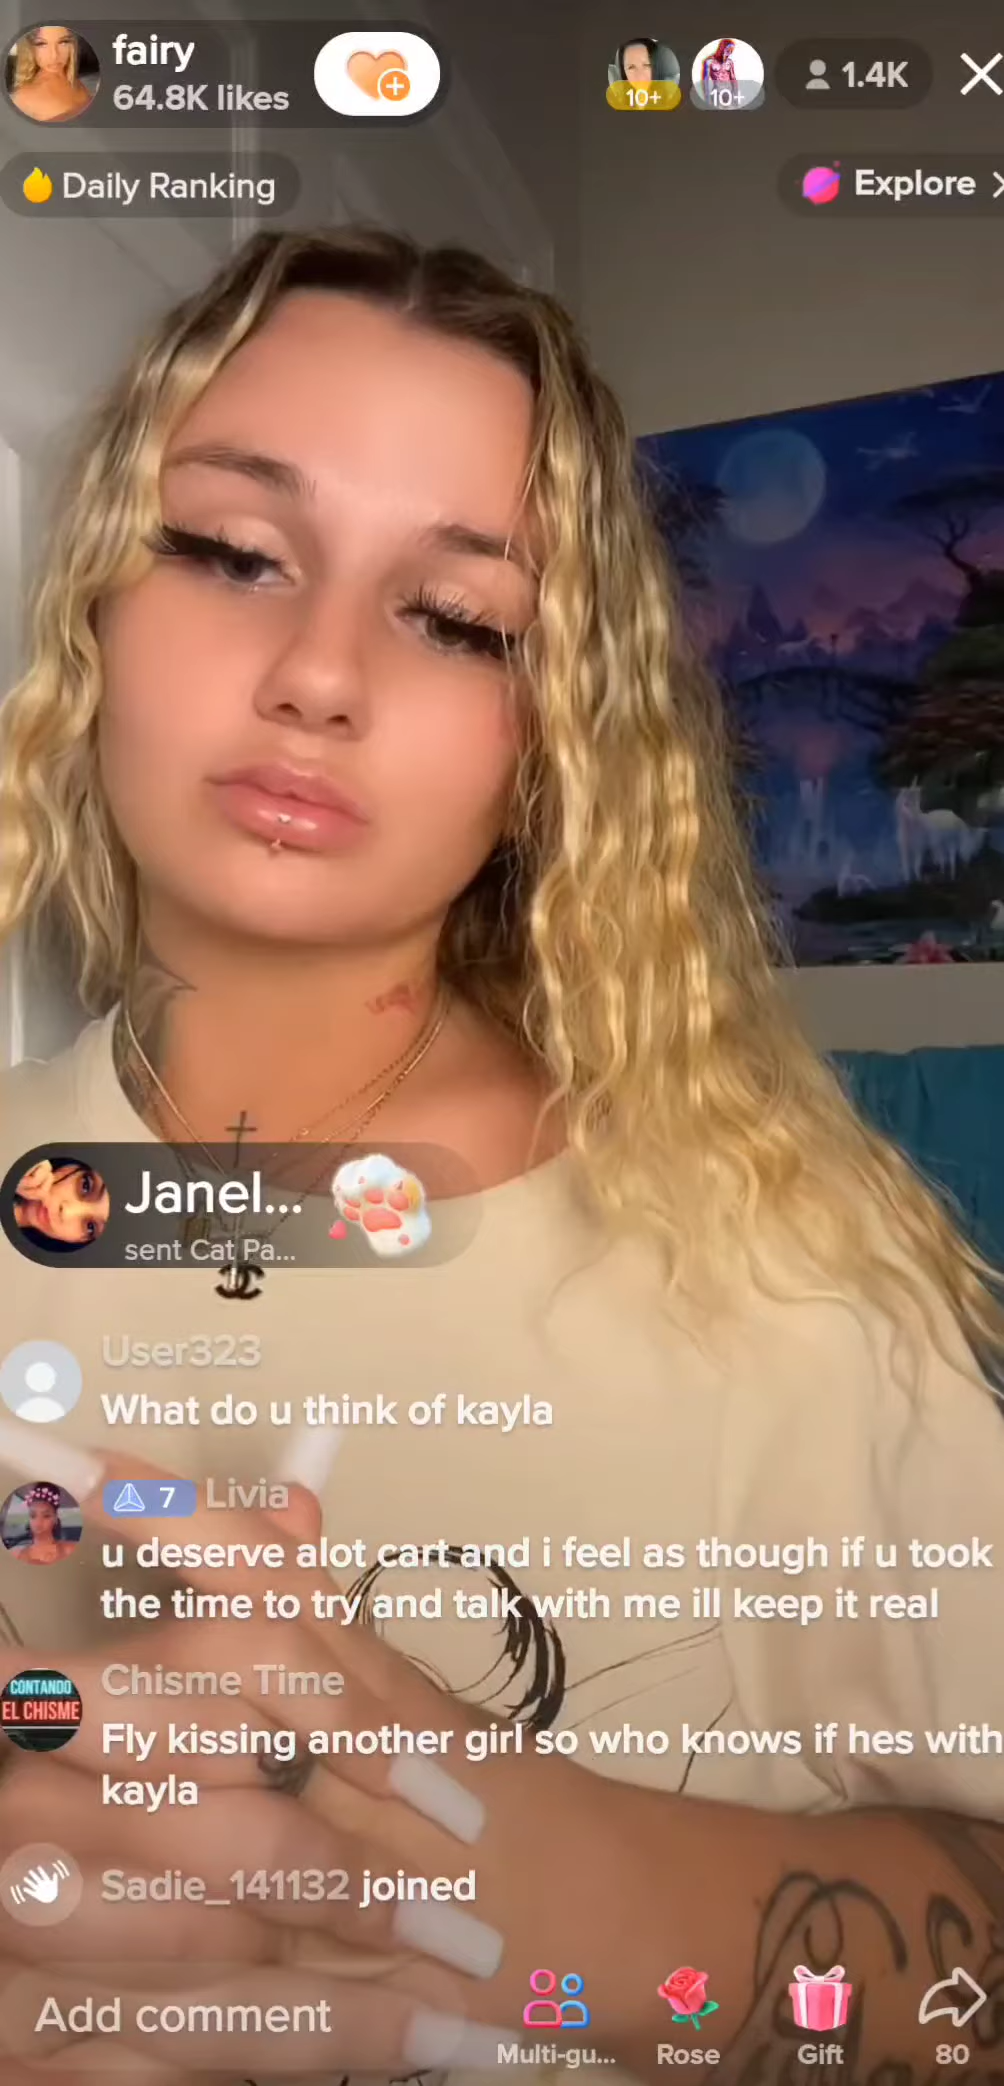 fairy
64.8K likes
10+
10+
1.4K
Daily Ranking
Explore
Janel...
sent Cat Pa...
User323
What do u think of kayla
7 Livia
u deserve alot cart and i feel as though if u took
the time to try and talk with me ill keep it real
CONTANDO
EL CHISME
Chisme Time
Fly kissing another girl so who knows if hes with
kayla
Sadie_141132 joined
Add comment
Multi-gu...
Rose
Gift
80